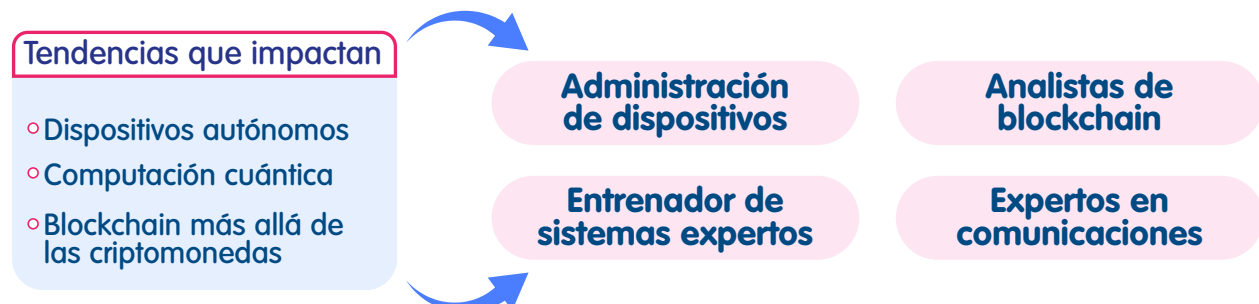 Tendencias que impactan
Dispositivos autónomos
Computación cuántica
Blockchain más allá de
las criptomonedas
Administración
de dispositivos
Analistas de
blockchain
Entrenador de
sistemas expertos
Expertos en
comunicaciones